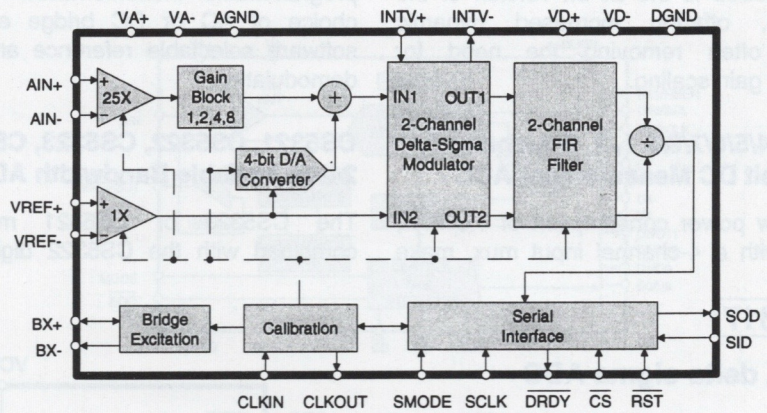 VA+ VA- AGND INTV- INTV+ VD+ VD- DGND
AIN+
AIN-
VREF+
VREF-
BX+
BX-
+
25X
-
Gain
Block
1,2,4,8
+
4-bit D/A
Converter
+
1X
-
IN1 OUT1
2-Channel
Delta-Sigma
Modulator
IN2 OUT2
2-Channel
FIR
Filter
+
Bridge
Excitation
Calibration
Serial
Interface
SOD
SID
CLKIN CLKOUT SMODE SCLK DRDY CS RST